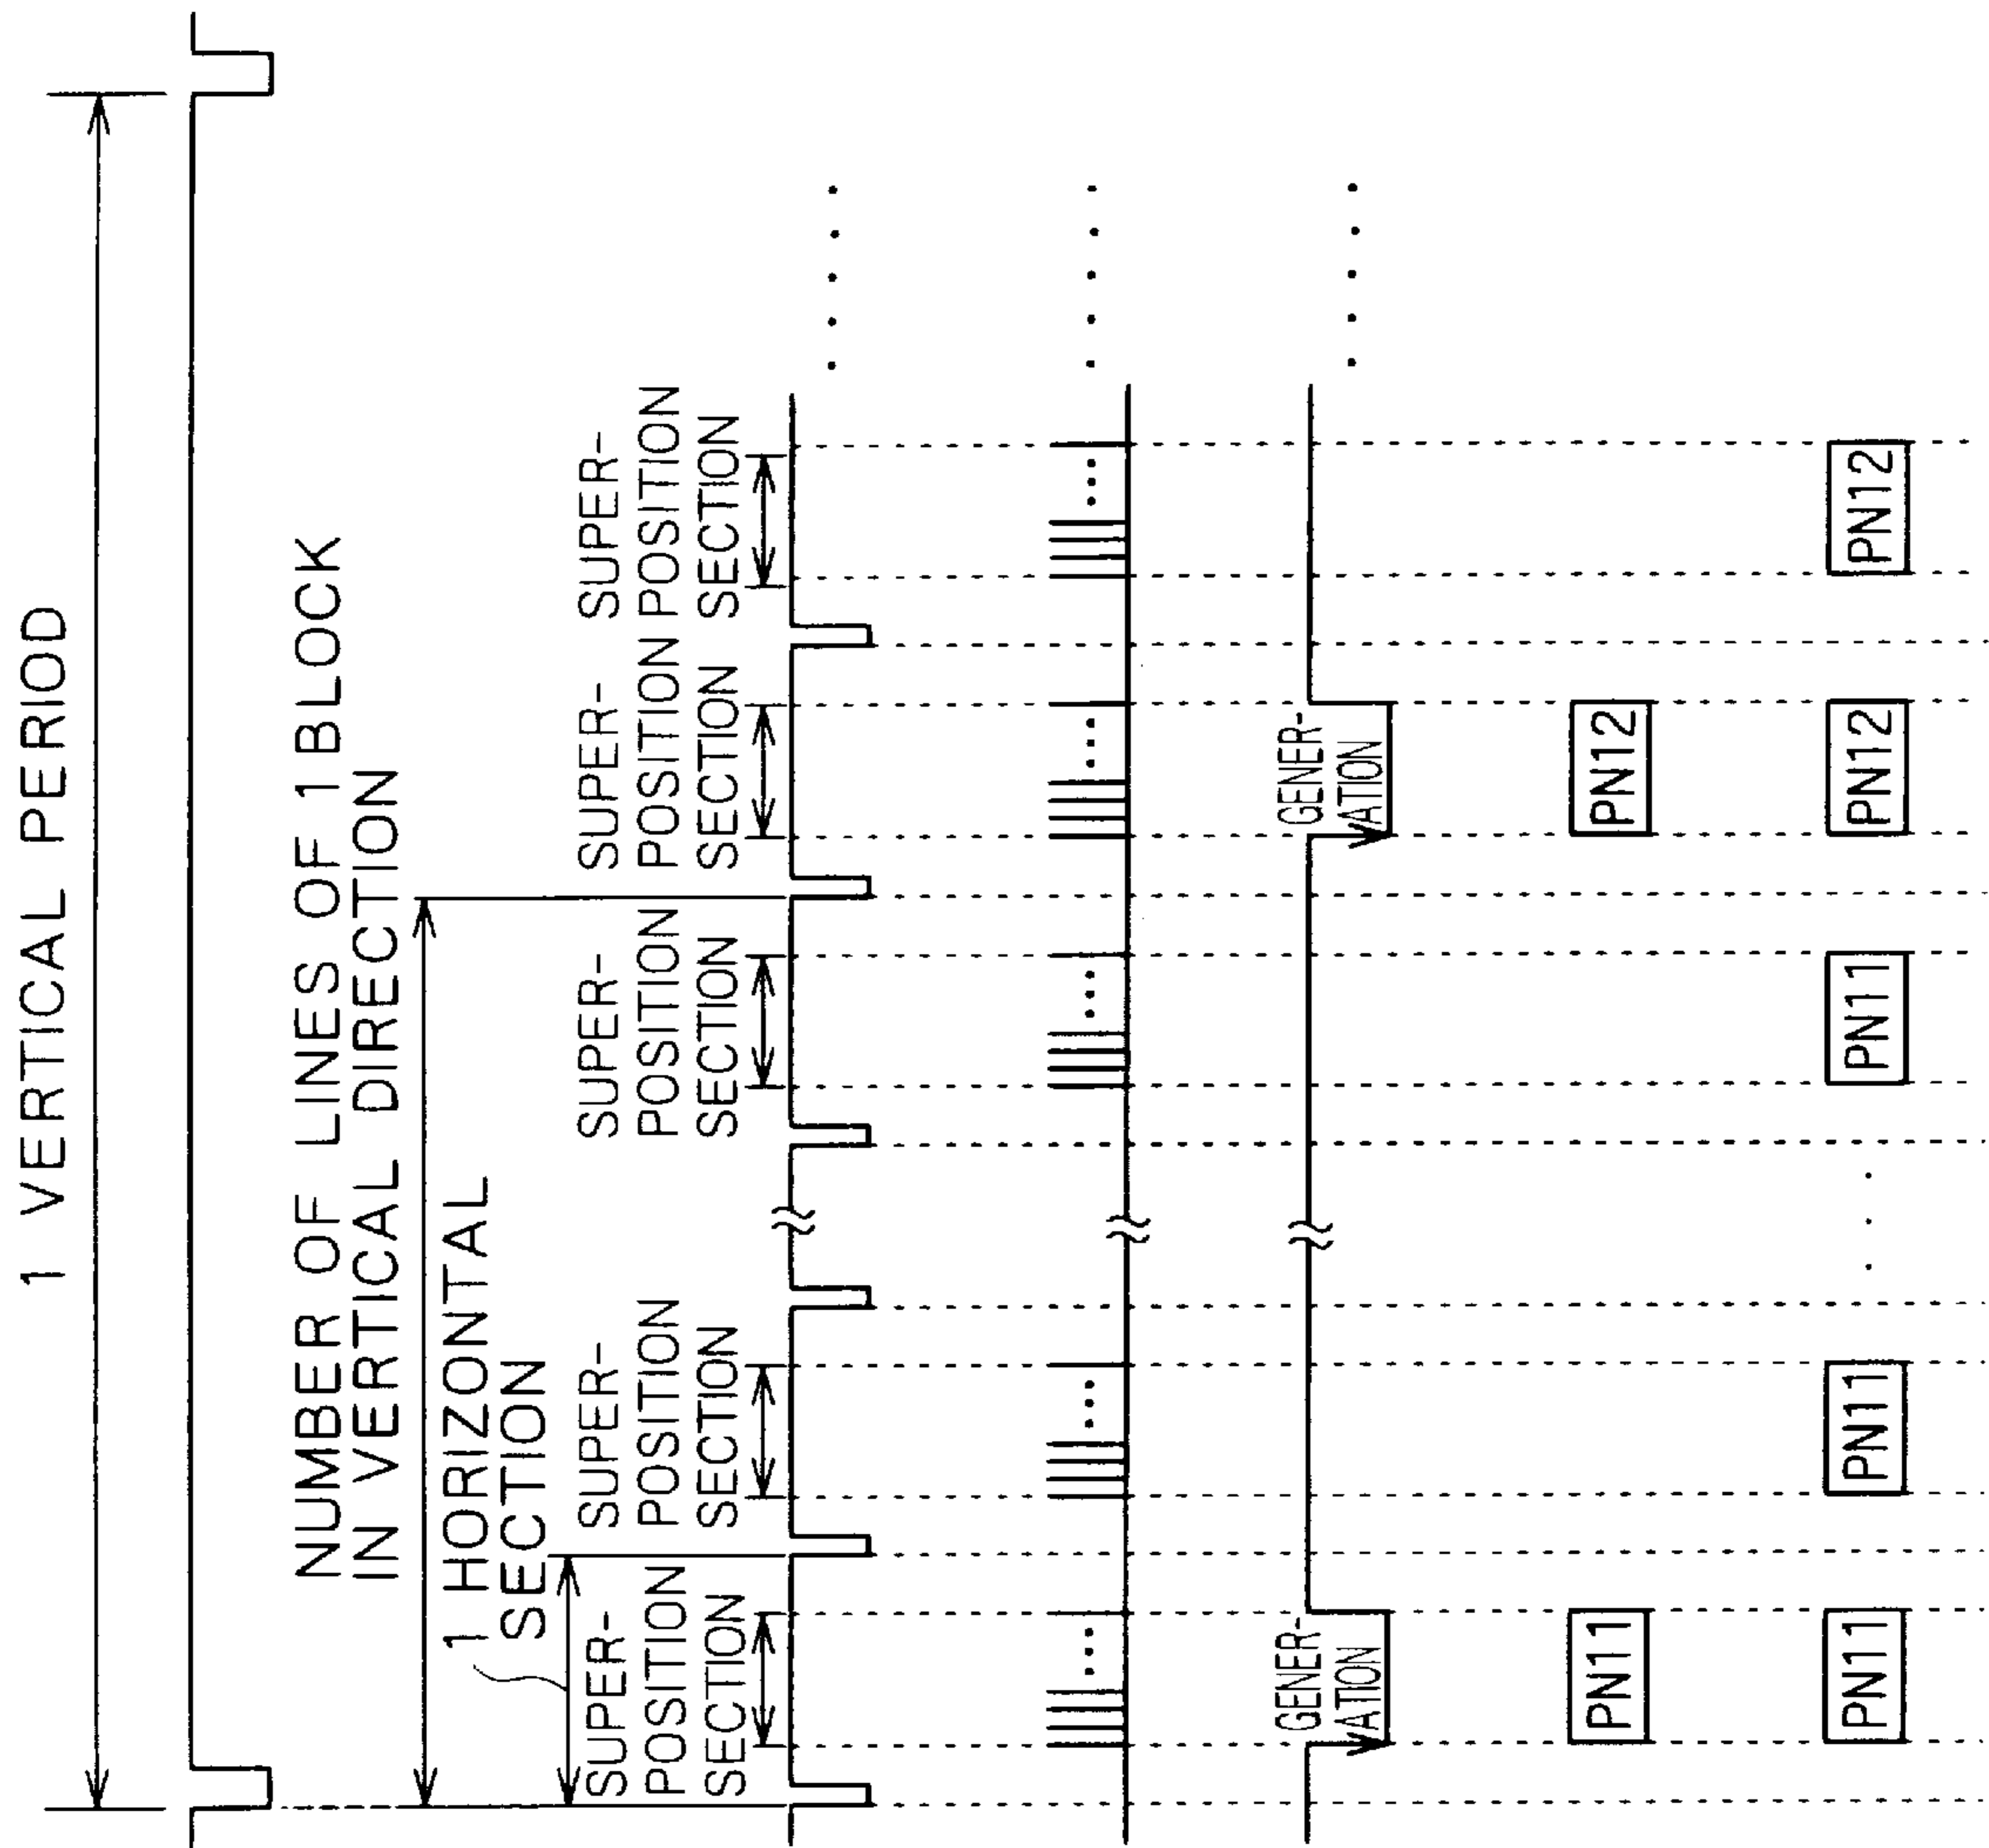 1 VERTICAL PERIOD
NUMBER OF LINES OF 1 BLOCK
IN VERTICAL DIRECTION
1 HORIZONTAL
SECTION
SUPER-
POSITION
SECTION
SUPER-
POSITION
SECTION
SUPER-
POSITION
SECTION
SUPER-
POSITION
SECTION
SUPER-
POSITION
SECTION
GENER-
ATION
GENER-
ATION
PN11
PN12
PN11
PN11
PN11
PN12
PN12